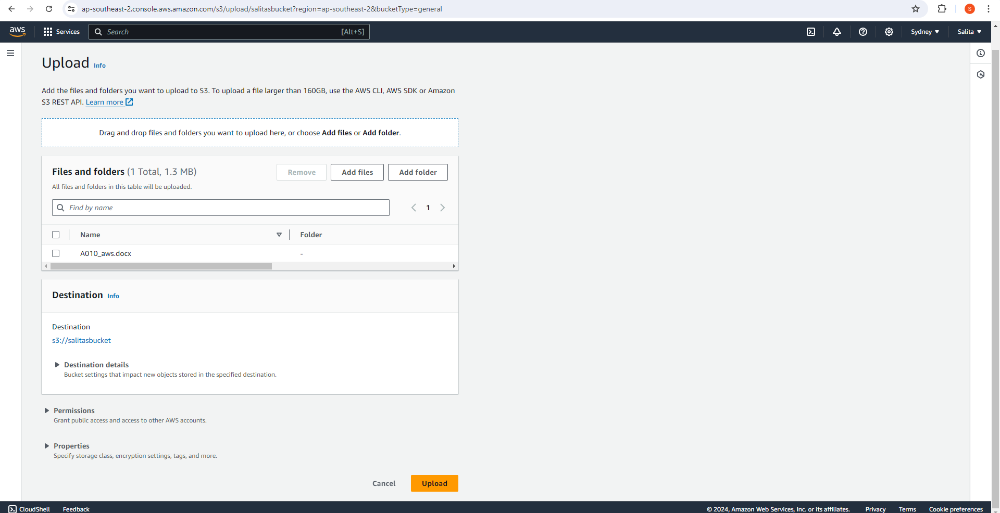 ap-southeast-2.console.aws.amazon.com/s3/upload/salitasbucket?region=ap-southeast-2&bucketType=general
S
aws
Services
Search
[Alt+S]
Sydney
Salita
Upload Info
Add the files and folders you want to upload to S3. To upload a file larger than 160GB, use the AWS CLI, AWS SDK or Amazon
S3 REST API. Learn more
Drag and drop files and folders you want to upload here, or choose Add files or Add folder.
Files and folders (1 Total, 1.3 MB)
Remove
Add files
Add folder
All files and folders in this table will be uploaded.
Find by name
1
Name
Folder
A010_aws.docx
-
Destination Info
Destination
s3://salitasbucket
Destination details
Bucket settings that impact new objects stored in the specified destination.
Permissions
Grant public access and access to other AWS accounts.
Properties
Specify storage class, encryption settings, tags, and more.
Cancel
Upload
CloudShell
Feedback
© 2024, Amazon Web Services, Inc. or its affiliates.
Privacy
Terms
Cookie preferences